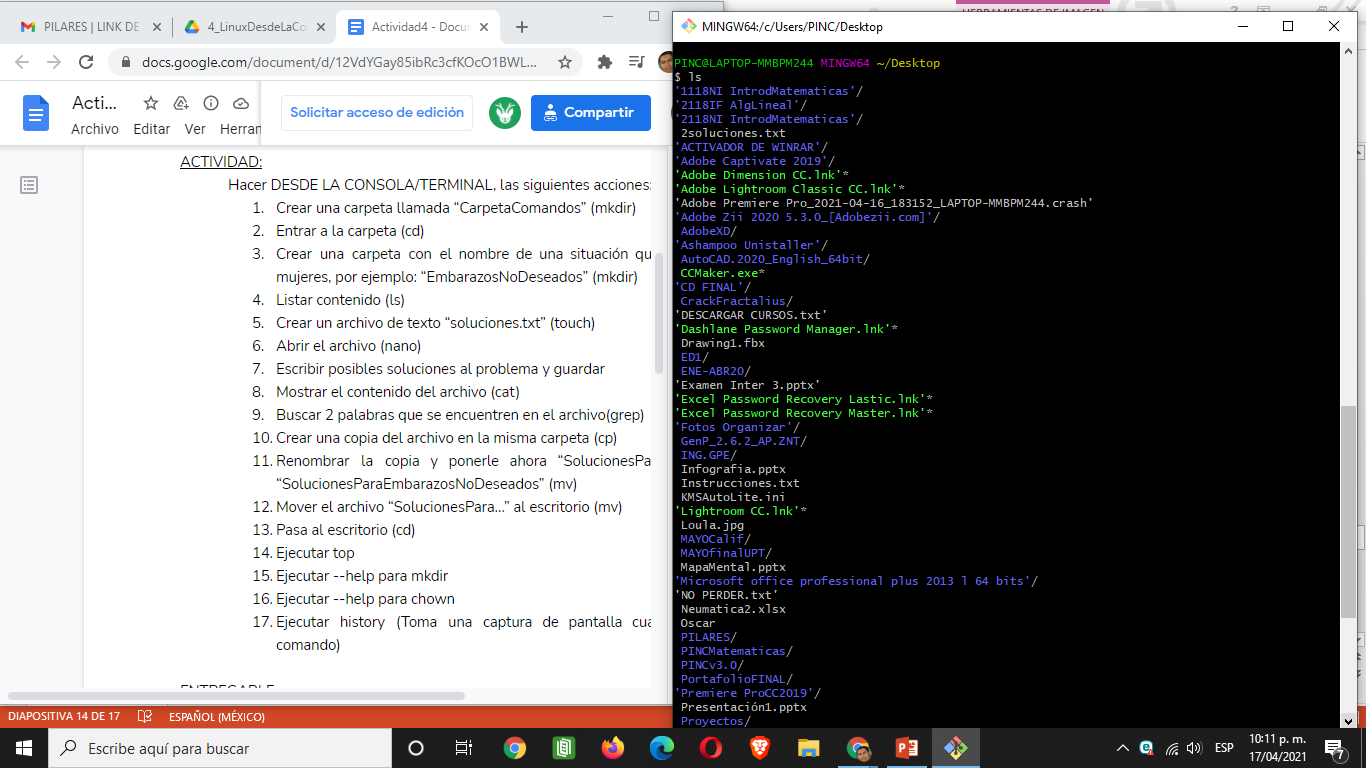 PILARES | LINK DE
4_LinuxDesdeLaCo
Actividad4 - Docur
docs.google.com/document/d/12VdYGay85ibRc3cfKOcO1BWL...
Acti...
Solicitar acceso de edición
Compartir
Archivo Editar Ver Herran
ACTIVIDAD:
Hacer DESDE LA CONSOLA/TERMINAL, las siguientes acciones:
1. Crear una carpeta llamada “CarpetaComandos” (mkdir)
2. Entrar a la carpeta (cd)
3. Crear una carpeta con el nombre de una situación qu
mujeres, por ejemplo: “EmbarazosNoDeseados” (mkdir)
4. Listar contenido (ls)
5. Crear un archivo de texto “soluciones.txt” (touch)
6. Abrir el archivo (nano)
7. Escribir posibles soluciones al problema y guardar
8. Mostrar el contenido del archivo (cat)
9. Buscar 2 palabras que se encuentren en el archivo(grep)
10. Crear una copia del archivo en la misma carpeta (cp)
11. Renombrar la copia y ponerle ahora “SolucionesPa
“SolucionesParaEmbarazosNoDeseados” (mv)
12. Mover el archivo “SolucionesPara...” al escritorio (mv)
13. Pasa al escritorio (cd)
14. Ejecutar top
15. Ejecutar --help para mkdir
16. Ejecutar --help para chown
17. Ejecutar history (Toma una captura de pantalla cua
comando)
DIAPOSITIVA 14 DE 17 ESPAÑOL (MÉXICO)
MINGW64:/c/Users/PINC/Desktop
PINC@LAPTOP-MMBPM244 MINGW64 ~/Desktop
$ ls
'1118NI IntrodMatematicas'/
'2118IF AlgLineal'/
'2118NI IntrodMatematicas'/
2soluciones.txt
'ACTIVADOR DE WINRAR'/
'Adobe Captivate 2019'/
'Adobe Dimension CC.lnk'*
'Adobe Lightroom Classic CC.lnk'*
'Adobe Premiere Pro_2021-04-16_183152_LAPTOP-MMBPM244.crash'
'Adobe Zii 2020 5.3.0_[Adobezii.com]'/
AdobeXD/
'Ashampoo Unistaller'/
AutoCAD.2020_English_64bit/
CCMaker.exe*
'CD FINAL'/
CrackFractalius/
'DESCARGAR CURSOS.txt'
'Dashlane Password Manager.lnk'*
Drawing1.fbx
ED1/
ENE-ABR20/
'Examen Inter 3.pptx'
'Excel Password Recovery Lastic.lnk'*
'Excel Password Recovery Master.lnk'*
'Fotos Organizar'/
GenP_2.6.2_AP.ZNT/
ING.GPE/
Infografia.pptx
Instrucciones.txt
KMSAutoLite.ini
'Lightroom CC.lnk'*
Loula.jpg
MAYOCalif/
MAYOfinalUPT/
MapaMental.pptx
'Microsoft office professional plus 2013 l 64 bits'/
'NO PERDER.txt'
Neumatica2.xlsx
Oscar
PILARES/
PINCMatematicas/
PINCv3.0/
PortafolioFINAL/
'Premiere ProCC2019'/
Presentación1.pptx
Proyectos/
Escribe aquí para buscar
ESP
10:11 p. m.
17/04/2021
7